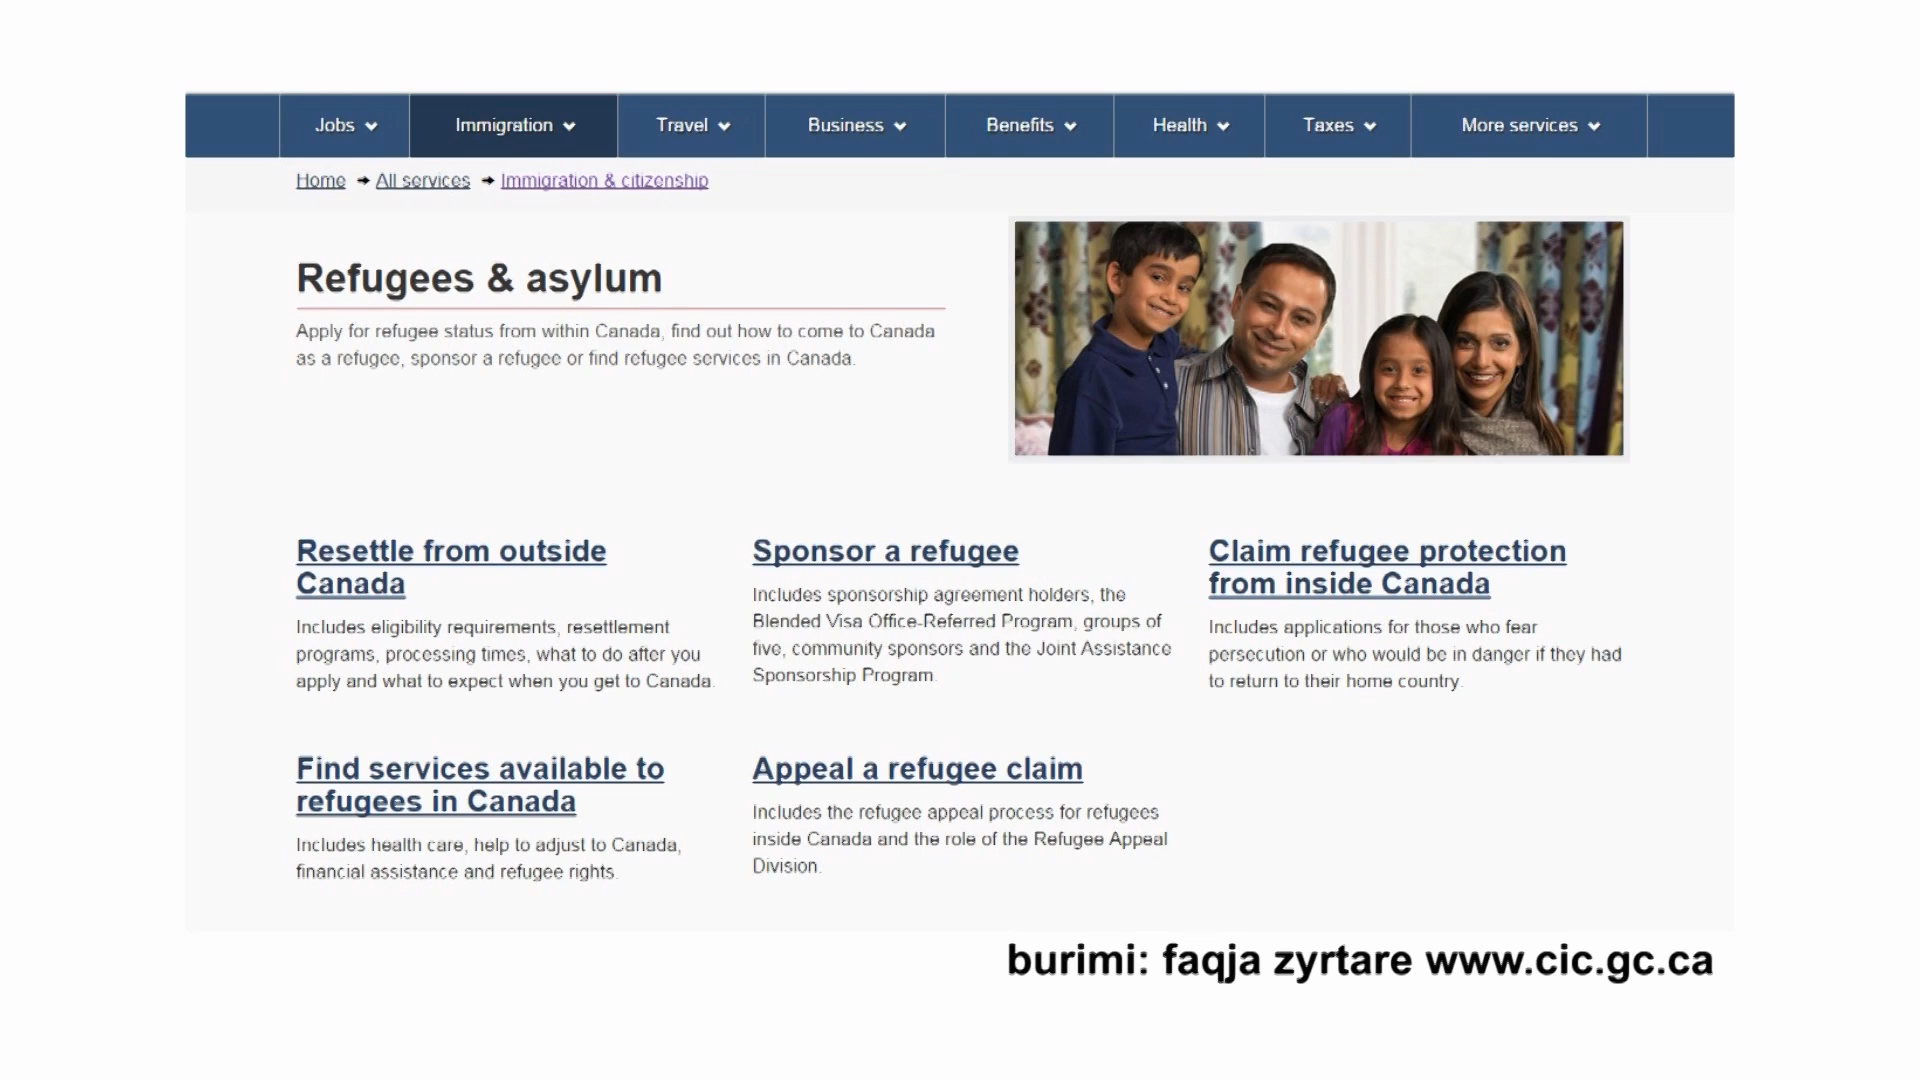 Jobs Immigration Travel Business Benefits Health Taxes More services
Home Allservices Immigration & citizenship
Refugees & asylum
Apply for refugee status from within Canada, find out how to come to Canada
as a refugee, sponsor a refugee or find refugee services in Canada.
Resettle from outside
Canada
Includes eligibility requirements, resettlement
programs, processing times, what to do after you
apply and what to expect when you get to Canada.
Sponsor a refugee
Includes sponsorship agreement holders, the
Blended Visa Office-Referred Program, groups of
five, community sponsors and the Joint Assistance
Sponsorship Program.
Claim refugee protection
from inside Canada
Includes applications for those who fear
persecution or who would be in danger if they had
to return to their home country.
Find services available to
refugees in Canada
Includes health care, help to adjust to Canada,
financial assistance and refugee rights.
Appeal a refugee claim
Includes the refugee appeal process for refugees
inside Canada and the role of the Refugee Appeal
Division.
burimi: faqja zyrtare www.cic.gc.ca